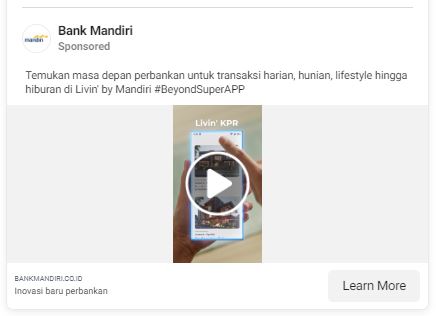 Bank Mandiri
mandiri
Sponsored
Temukan masa depan perbankan untuk transaksi harian, hunian, lifestyle hingga
hiburan di Livin' by Mandiri #BeyondSuperAPP
Livin' KPR
BANKMANDIRI.CO.ID
Inovasi baru perbankan
Learn More